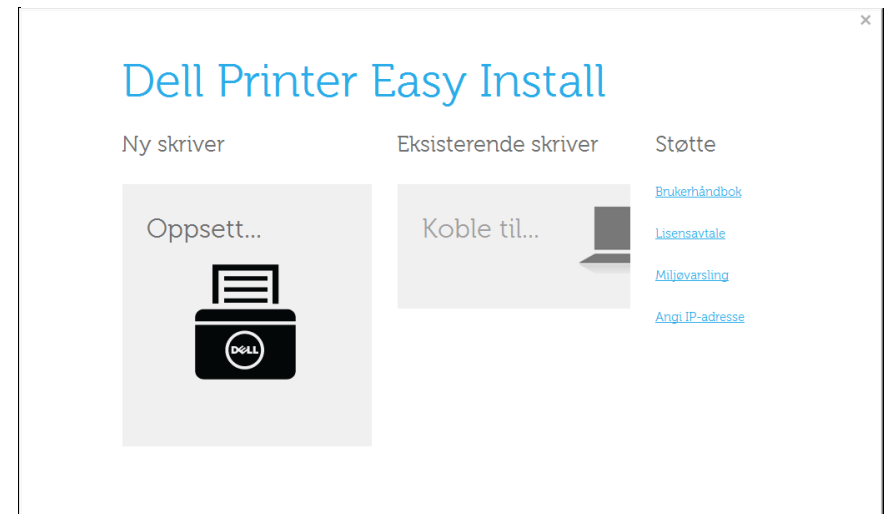 Dell Printer Easy Install
Ny skriver
Oppsett...
DELL
Eksisterende skriver
Koble til...
Støtte
Brukerhåndbok
Lisensavtale
Miljøvarsling
Angi IP-adresse